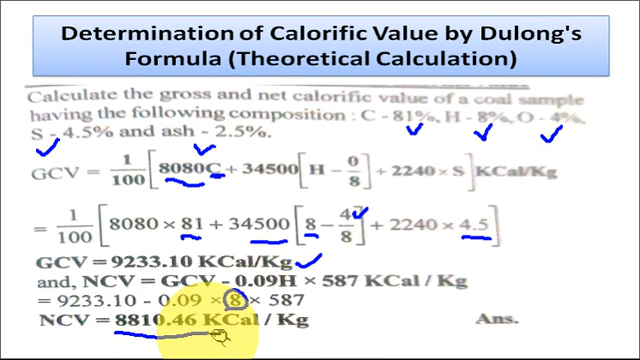 Determination of Calorific Value by Dulong's
Formula (Theoretical Calculation)
Calculate the gross and net calorific value of a coal sample
having the following composition : C - 81%, H - 8%, O - 4%,
S - 4.5% and ash - 2.5%.
GCV = 1/100 [8080C + 34500 [H - 0/8] + 2240 × S] KCal/Kg
= 1/100 [8080 × 81 + 34500 [8 - 4/8] + 2240 × 4.5]
GCV = 9233.10 KCal/Kg
and, NCV = GCV - 0.09H × 587 KCal / Kg
= 9233.10 - 0.09 × 8 × 587
NCV = 8810.46 KCal / Kg Ans.